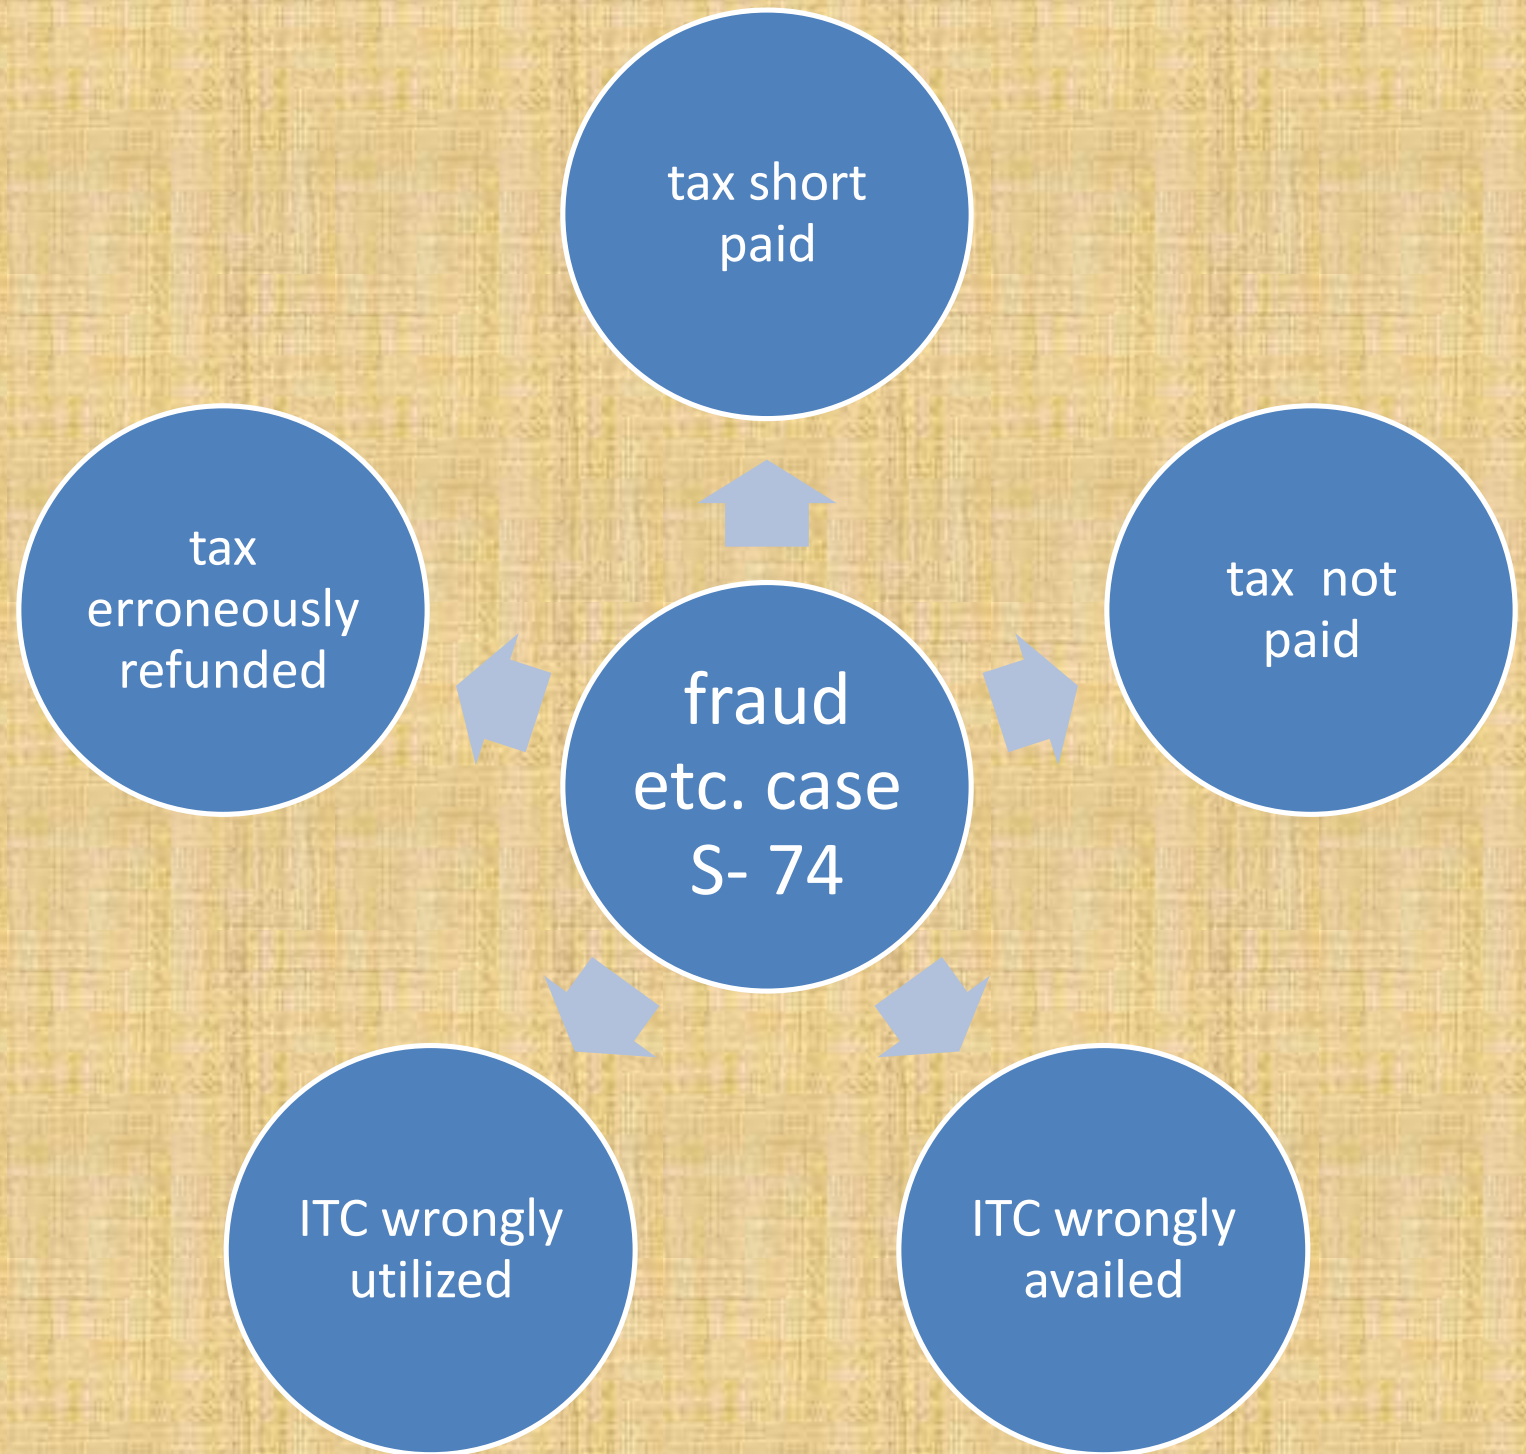 tax short
paid
tax
erroneously
refunded
tax  not
paid
fraud
etc. case
S- 74
ITC wrongly
utilized
ITC wrongly
availed